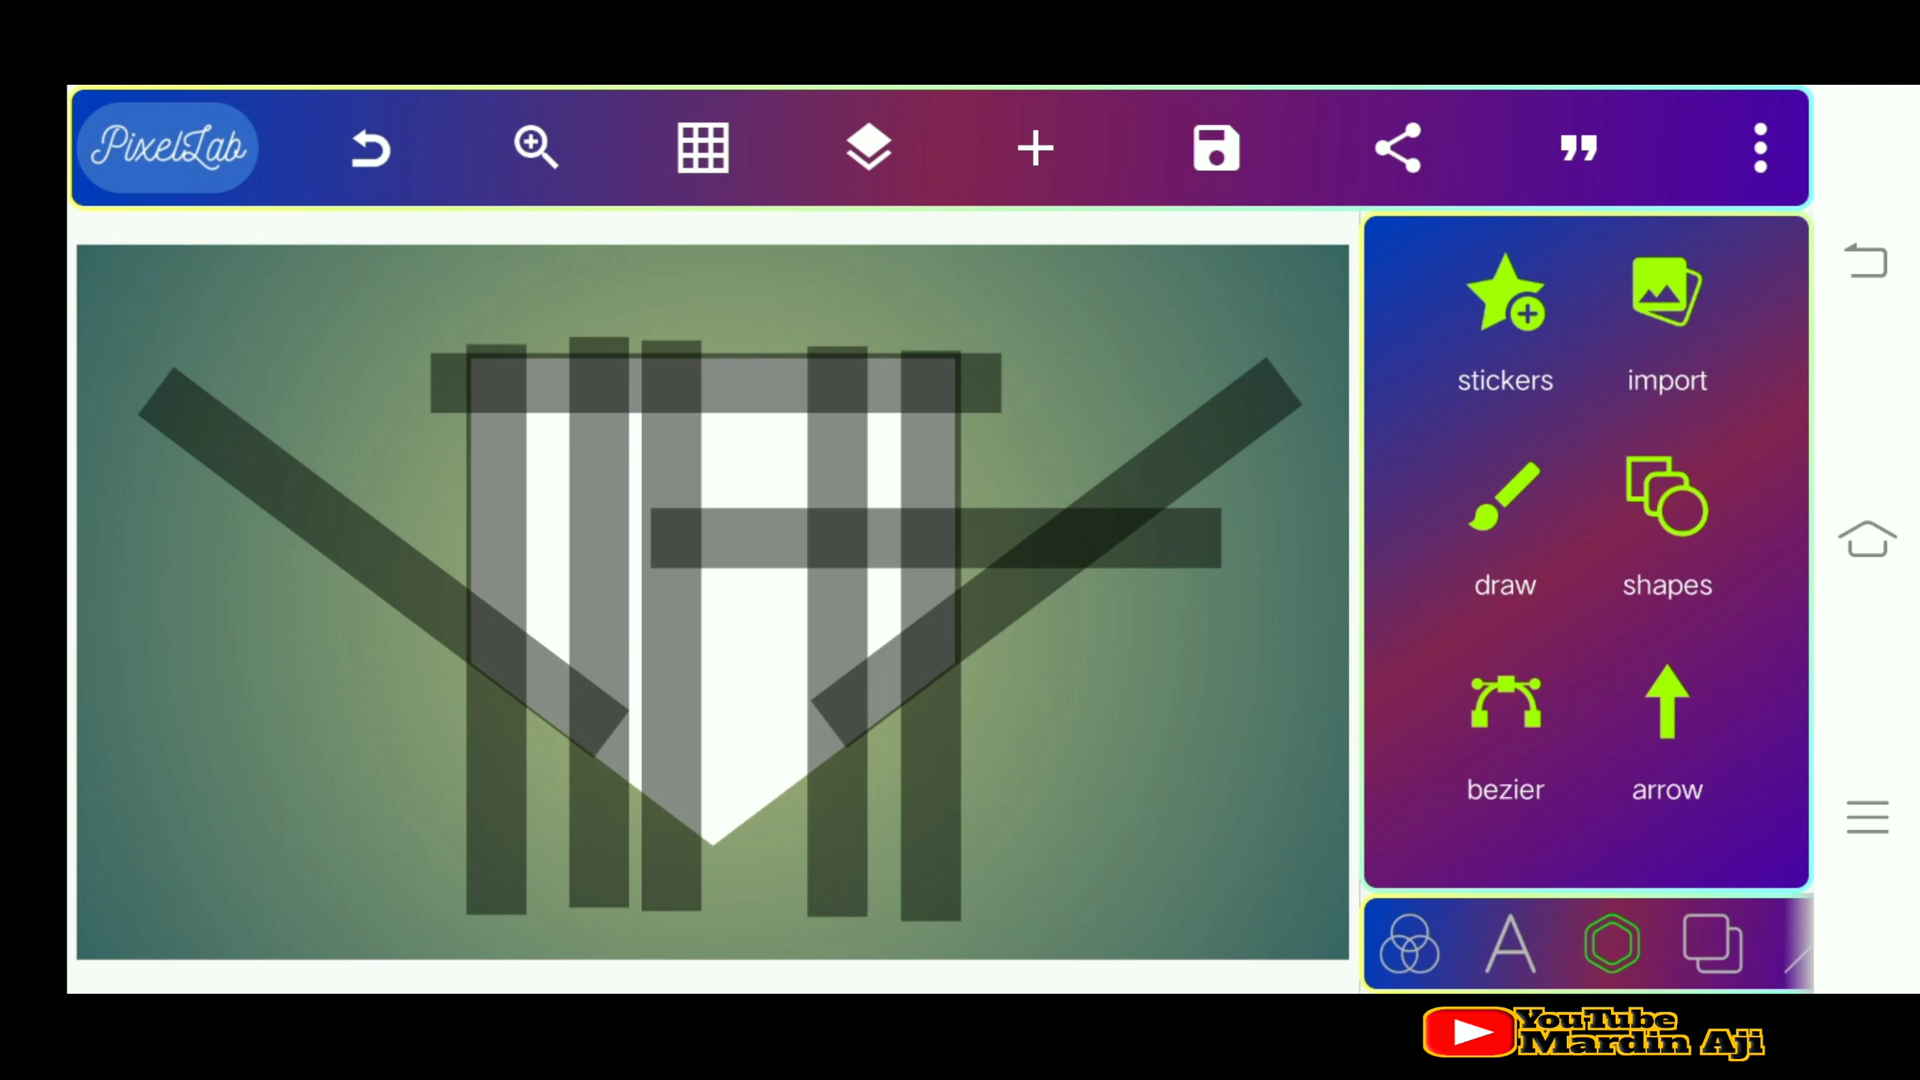 PixelLab
stickers
import
draw
shapes
bezier
arrow
YouTube
Mardin Aji